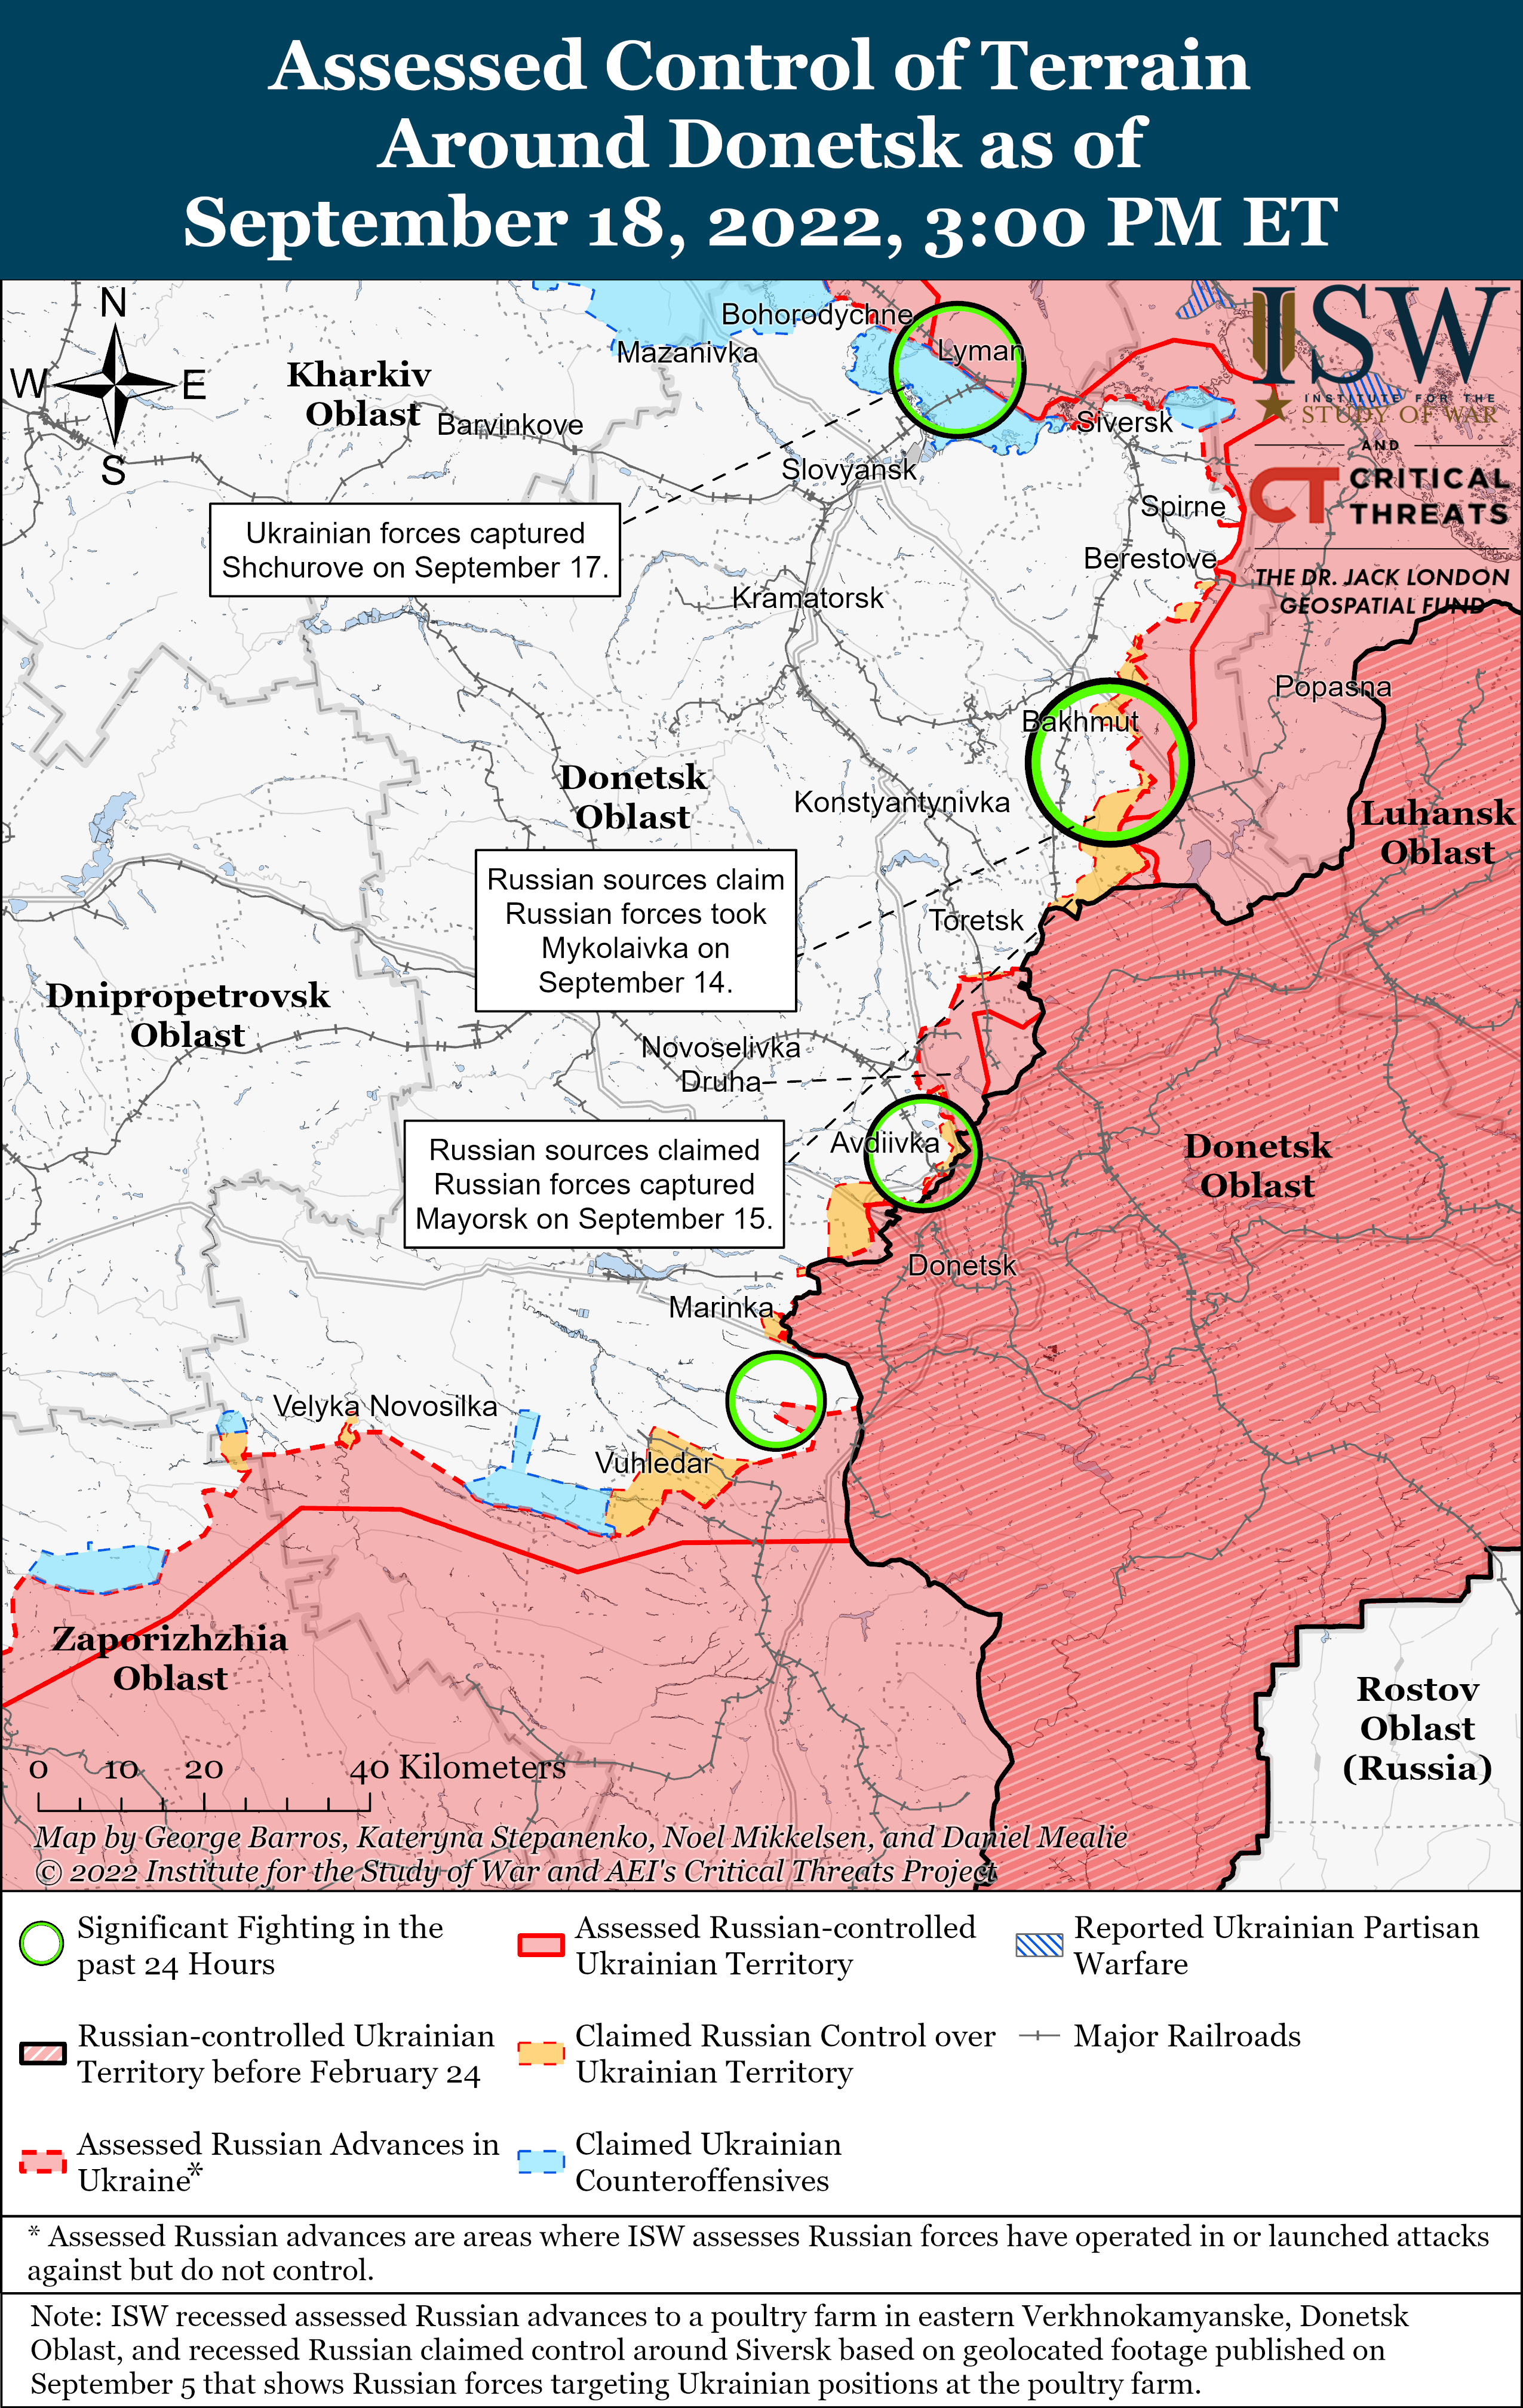 Assessed Control of Terrain
Around Donetsk as of
September 18, 2022, 3:00 PM ET
N
W
E
S
ISW
INSTITUTE FOR THE
STUDY OF WAR
AND
CT CRITICAL
THREATS
THE DR. JACK LONDON
GEOSPATIAL FUND
Bohorodychne
Mazanivka
Lyman
Kharkiv
Oblast
Barvinkove
Siversk
Slovyansk
Spirne
Ukrainian forces captured
Shchurove on September 17.
Berestove
Kramatorsk
Popasna
Bakhmut
Donetsk
Oblast
Konstyantynivka
Luhansk
Oblast
Russian sources claim
Russian forces took
Mykolaivka on
September 14.
Toretsk
Dnipropetrovsk
Oblast
Novoselivka
Druha
Russian sources claimed
Russian forces captured
Mayorsk on September 15.
Avdiivka
Donetsk
Oblast
Donetsk
Marinka
Velyka Novosilka
Vuhledar
Zaporizhzhia
Oblast
Rostov
Oblast
(Russia)
0 10 20 40 Kilometers
Map by George Barros, Kateryna Stepanenko, Noel Mikkelsen, and Daniel Mealie
© 2022 Institute for the Study of War and AEI's Critical Threats Project
Significant Fighting in the
past 24 Hours
Assessed Russian-controlled
Ukrainian Territory
Reported Ukrainian Partisan
Warfare
Russian-controlled Ukrainian
Territory before February 24
Claimed Russian Control over
Ukrainian Territory
Major Railroads
Assessed Russian Advances in
Ukraine*
Claimed Ukrainian
Counteroffensives
* Assessed Russian advances are areas where ISW assesses Russian forces have operated in or launched attacks
against but do not control.
Note: ISW recessed assessed Russian advances to a poultry farm in eastern Verkhnokamyanske, Donetsk
Oblast, and recessed Russian claimed control around Siversk based on geolocated footage published on
September 5 that shows Russian forces targeting Ukrainian positions at the poultry farm.